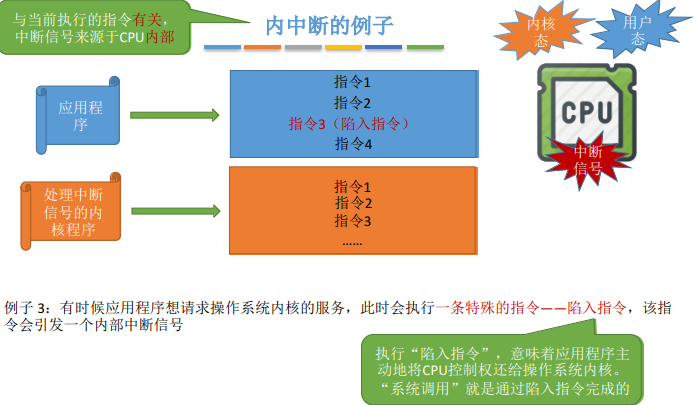 与当前执行的指令有关，
中断信号来源于CPU内部
内中断的例子
内核
态
用户
态
应用程
序
指令1
指令2
指令3（陷入指令）
指令4
CPU
中断
信号
处理中断
信号的内
核程序
指令1
指令2
指令3
……
例子 3：有时候应用程序想请求操作系统内核的服务，此时会执行一条特殊的指令——陷入指令，该指
令会引发一个内部中断信号
执行“陷入指令”，意味着应用程序主
动地将CPU控制权还给操作系统内核。
“系统调用”就是通过陷入指令完成的